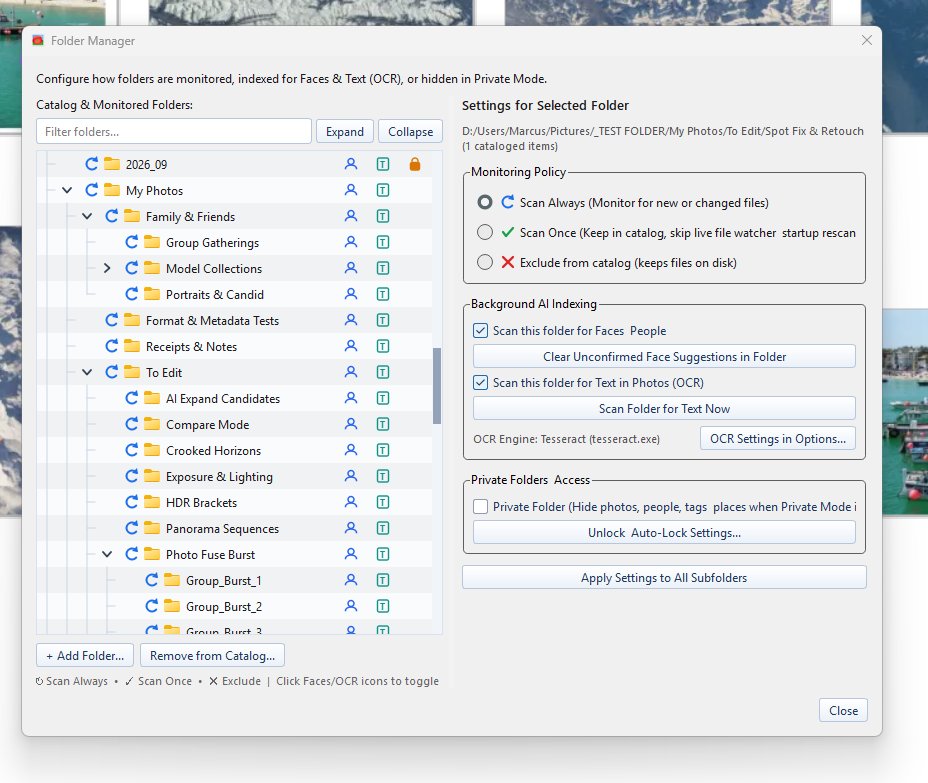 Folder Manager
Configure how folders are monitored, indexed for Faces & Text (OCR), or hidden in Private Mode.
Catalog & Monitored Folders:
Filter folders...
Expand
Collapse
2026_09
My Photos
Family & Friends
Group Gatherings
Model Collections
Portraits & Candid
Format & Metadata Tests
Receipts & Notes
To Edit
AI Expand Candidates
Compare Mode
Crooked Horizons
Exposure & Lighting
HDR Brackets
Panorama Sequences
Photo Fuse Burst
Group_Burst_1
Group_Burst_2
Group_Burst_3
+ Add Folder...
Remove from Catalog...
Scan Always • ✓ Scan Once • ✕ Exclude | Click Faces/OCR icons to toggle
Settings for Selected Folder
D:/Users/Marcus/Pictures/_TEST FOLDER/My Photos/To Edit/Spot Fix & Retouch
(1 cataloged items)
Monitoring Policy
Scan Always (Monitor for new or changed files)
Scan Once (Keep in catalog, skip live file watcher startup rescan
Exclude from catalog (keeps files on disk)
Background AI Indexing
Scan this folder for Faces People
Clear Unconfirmed Face Suggestions in Folder
Scan this folder for Text in Photos (OCR)
Scan Folder for Text Now
OCR Engine: Tesseract (tesseract.exe)
OCR Settings in Options...
Private Folders Access
Private Folder (Hide photos, people, tags places when Private Mode i
Unlock Auto-Lock Settings...
Apply Settings to All Subfolders
Close